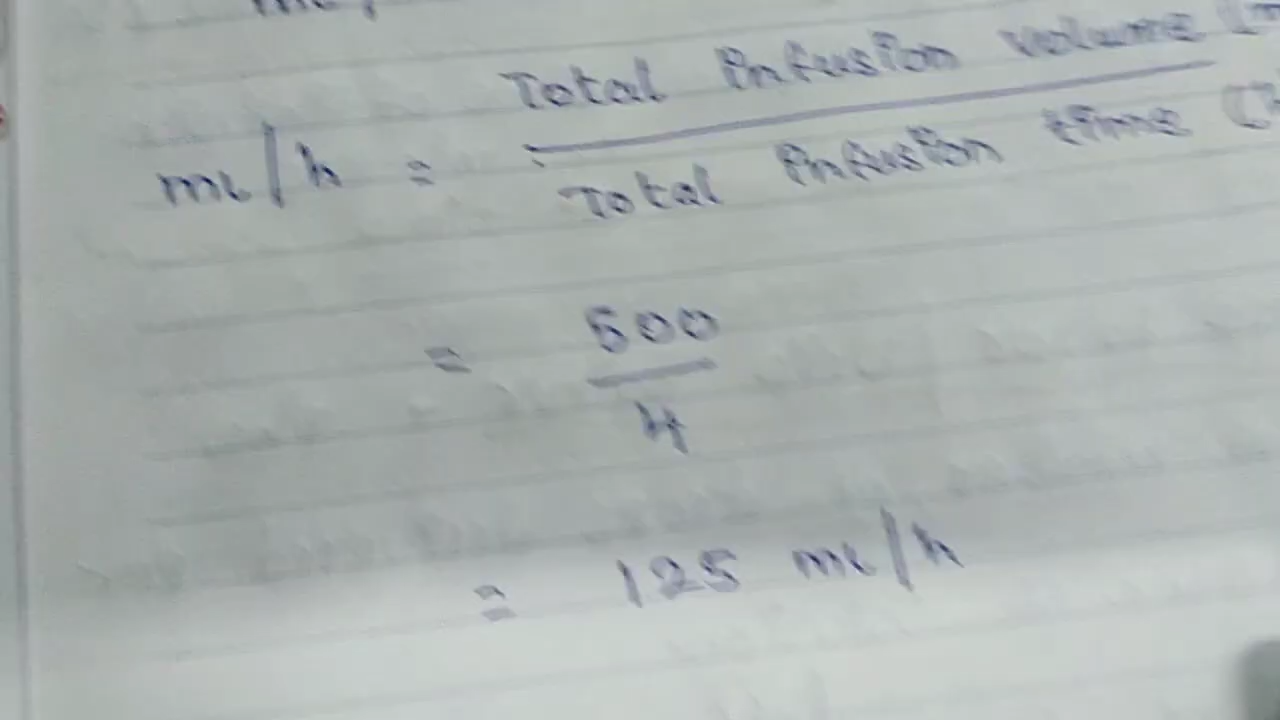 Total infusion volume
mL/h = 
Total infusion time
= 500
4
= 125 mL/h